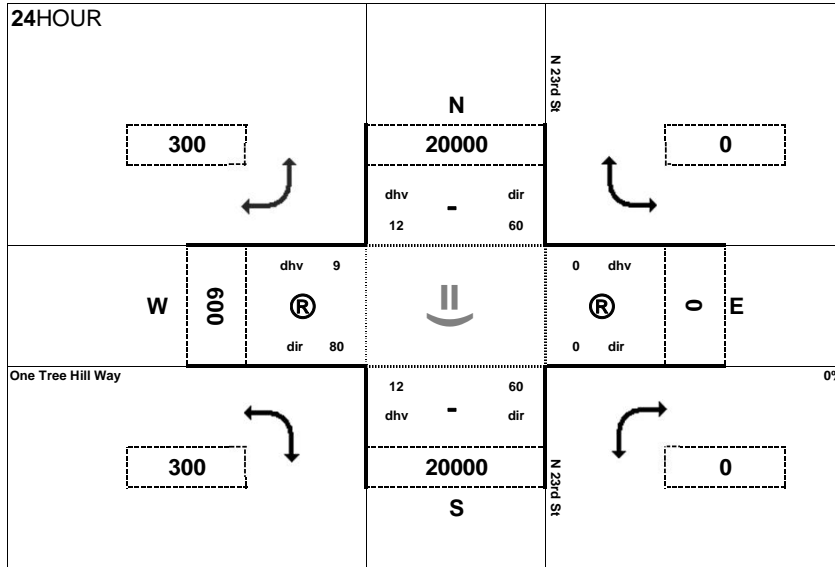 24HOUR
N 23rd St
N
300
20000
0
dhv
dir
-
12
60
dhv 9
0 dhv
W
600
®
®
0
E
dir 80
0 dir
One Tree Hill Way
12
60
0%
dhv
-
dir
300
20000
0
N 23rd St
S